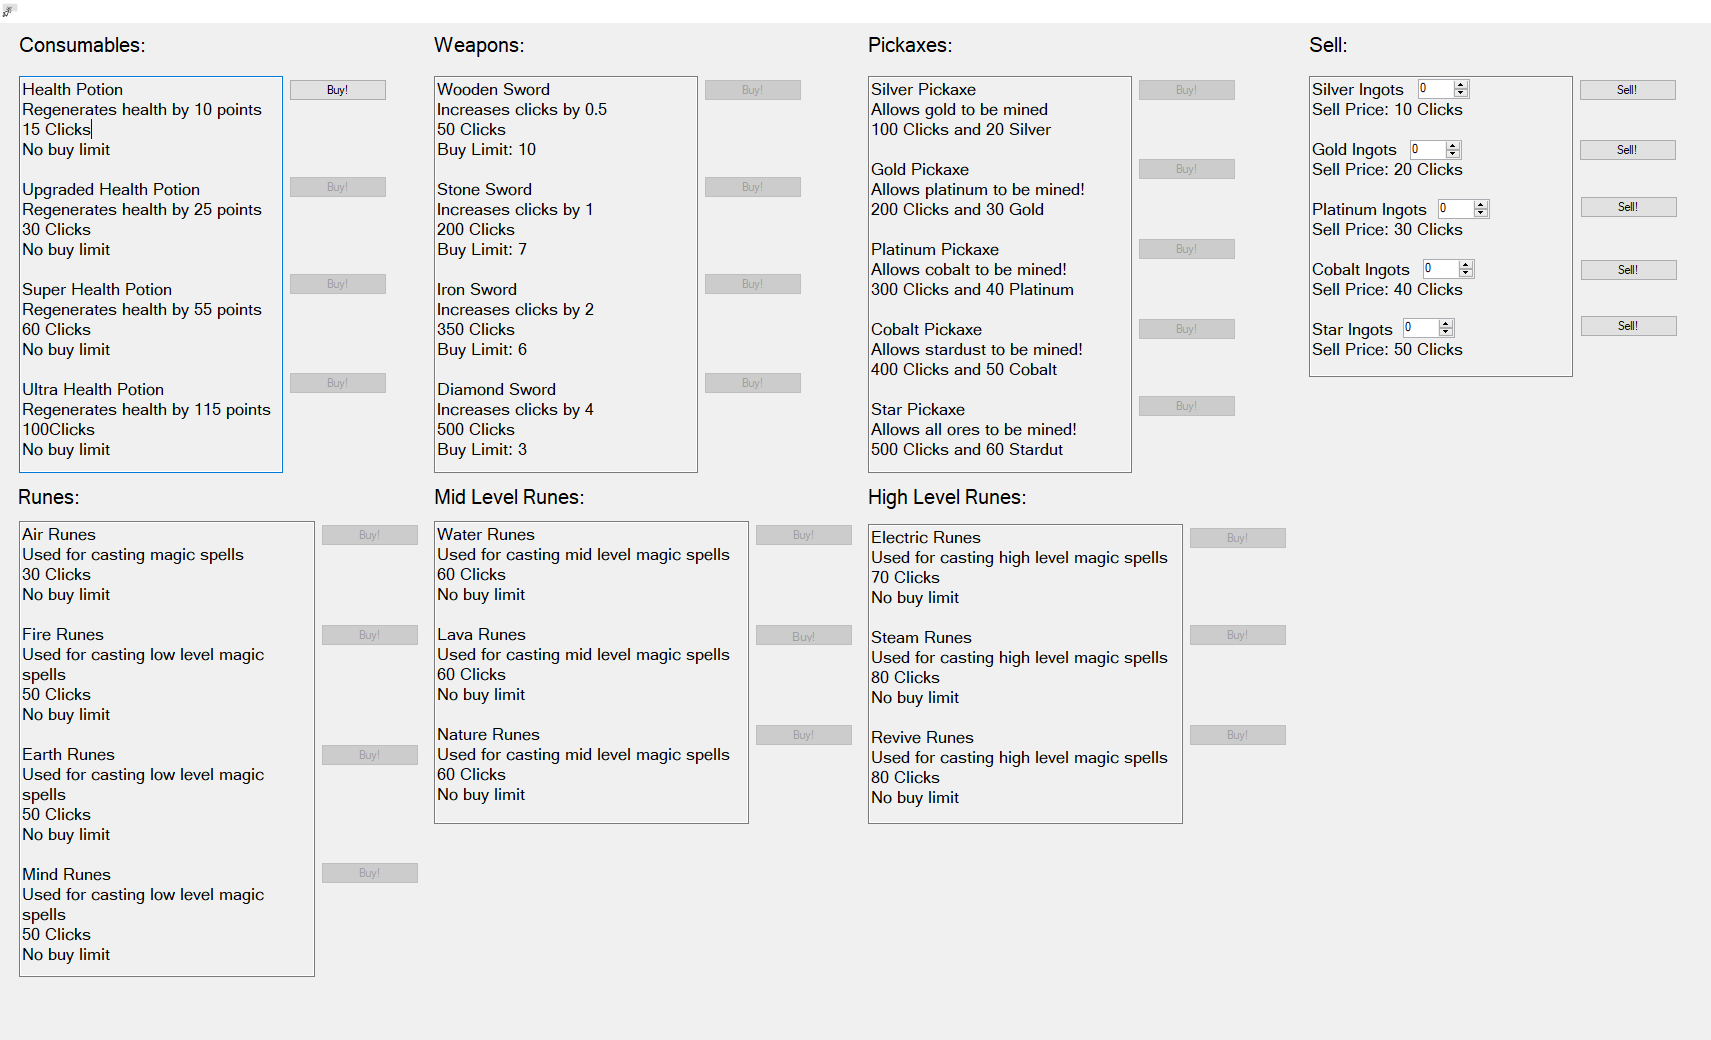 Consumables:
Health Potion
Regenerates health by 10 points
15 Clicks
No buy limit
Buy!
Upgraded Health Potion
Regenerates health by 25 points
30 Clicks
No buy limit
Buy!
Super Health Potion
Regenerates health by 55 points
60 Clicks
No buy limit
Buy!
Ultra Health Potion
Regenerates health by 115 points
100Clicks
No buy limit
Buy!
Weapons:
Wooden Sword
Increases clicks by 0.5
50 Clicks
Buy Limit: 10
Buy!
Stone Sword
Increases clicks by 1
200 Clicks
Buy Limit: 7
Buy!
Iron Sword
Increases clicks by 2
350 Clicks
Buy Limit: 6
Buy!
Diamond Sword
Increases clicks by 4
500 Clicks
Buy Limit: 3
Buy!
Pickaxes:
Silver Pickaxe
Allows gold to be mined
100 Clicks and 20 Silver
Buy!
Gold Pickaxe
Allows platinum to be mined!
200 Clicks and 30 Gold
Buy!
Platinum Pickaxe
Allows cobalt to be mined!
300 Clicks and 40 Platinum
Buy!
Cobalt Pickaxe
Allows stardust to be mined!
400 Clicks and 50 Cobalt
Buy!
Star Pickaxe
Allows all ores to be mined!
500 Clicks and 60 Stardut
Buy!
Sell:
Silver Ingots 0
Sell Price: 10 Clicks
Sell!
Gold Ingots 0
Sell Price: 20 Clicks
Sell!
Platinum Ingots 0
Sell Price: 30 Clicks
Sell!
Cobalt Ingots 0
Sell Price: 40 Clicks
Sell!
Star Ingots 0
Sell Price: 50 Clicks
Sell!
Runes:
Air Runes
Used for casting magic spells
30 Clicks
No buy limit
Buy!
Fire Runes
Used for casting low level magic
spells
50 Clicks
No buy limit
Buy!
Earth Runes
Used for casting low level magic
spells
50 Clicks
No buy limit
Buy!
Mind Runes
Used for casting low level magic
spells
50 Clicks
No buy limit
Buy!
Mid Level Runes:
Water Runes
Used for casting mid level magic spells
60 Clicks
No buy limit
Buy!
Lava Runes
Used for casting mid level magic spells
60 Clicks
No buy limit
Buy!
Nature Runes
Used for casting mid level magic spells
60 Clicks
No buy limit
Buy!
High Level Runes:
Electric Runes
Used for casting high level magic spells
70 Clicks
No buy limit
Buy!
Steam Runes
Used for casting high level magic spells
80 Clicks
No buy limit
Buy!
Revive Runes
Used for casting high level magic spells
80 Clicks
No buy limit
Buy!